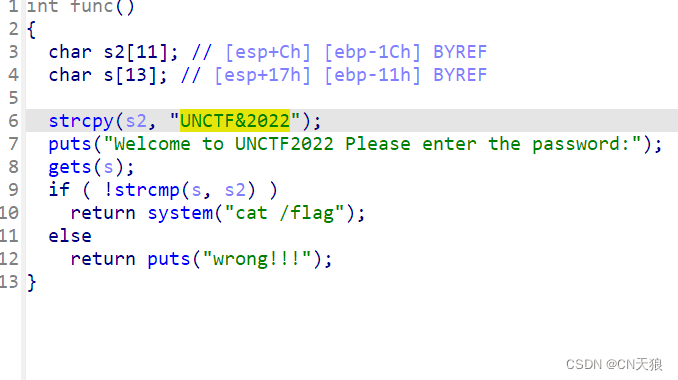 1 int func()
2 {
3 char s2[11]; // [esp+Ch] [ebp-1Ch] BYREF
4 char s[13]; // [esp+17h] [ebp-11h] BYREF
5
6 strcpy(s2, "UNCTF&2022");
7 puts("Welcome to UNCTF2022 Please enter the password:");
8 gets(s);
9 if ( !strcmp(s, s2) )
10 return system("cat /flag");
11 else
12 return puts("wrong!!!");
13 }
CSDN @CN天狼